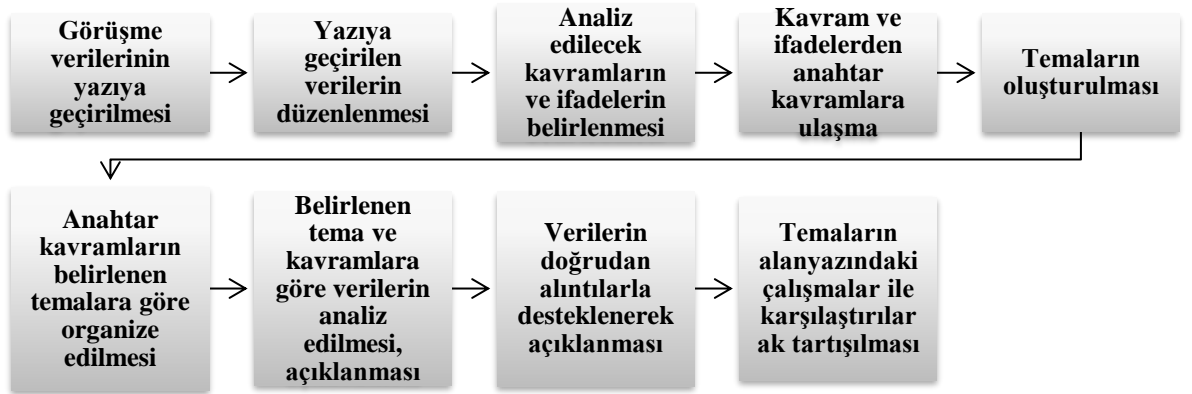 Görüşme
verilerinin
yazıya
geçirilmesi
Yazıya
geçirilen
verilerin
düzenlenmesi
Analiz
edilecek
kavramların
ve ifadelerin
belirlenmesi
Kavram ve
ifadelerden
anahtar
kavramlara
ulaşma
Temaların
oluşturulması
Anahtar
kavramların
belirlenen
temalara göre
organize
edilmesi
Belirlenen
tema ve
kavramlara
göre verilerin
analiz
edilmesi,
açıklanması
Verilerin
doğrudan
alıntılarla
desteklenerek
açıklanması
Temaların
alanyazındaki
çalışmalar ile
karşılaştırılar
ak tartışılması